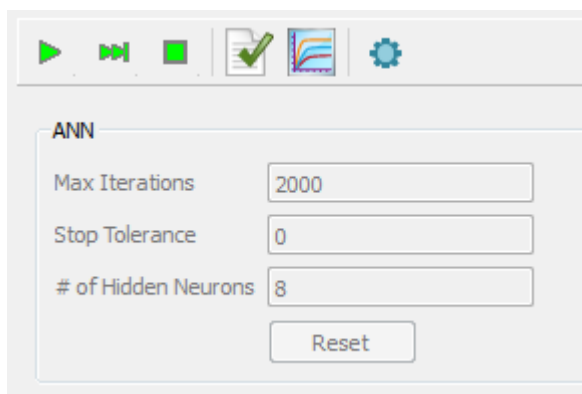 ANN
Max Iterations 2000
Stop Tolerance 0
# of Hidden Neurons 8
Reset